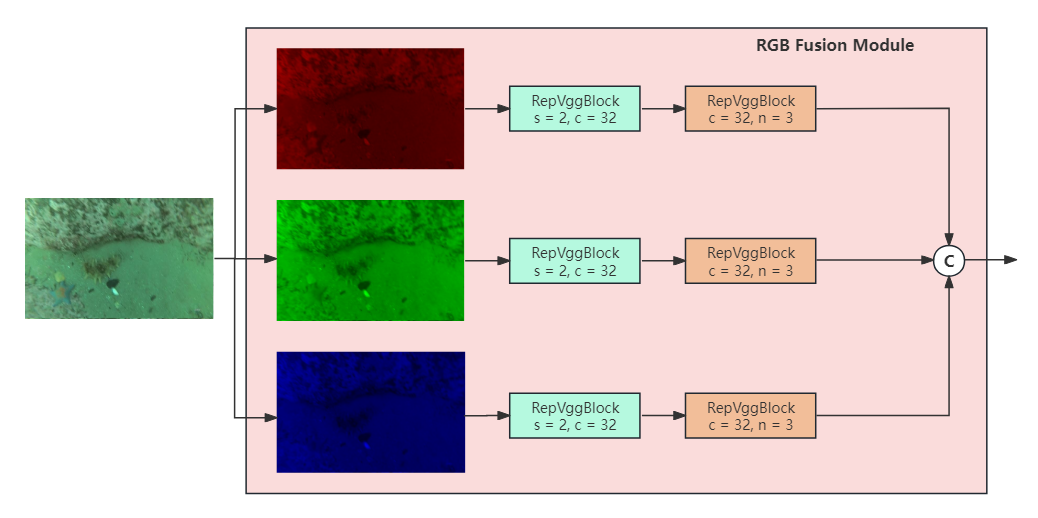 RGB Fusion Module
RepVggBlock
s = 2, c = 32
RepVggBlock
c = 32, n = 3
RepVggBlock
s = 2, c = 32
RepVggBlock
c = 32, n = 3
C
RepVggBlock
s = 2, c = 32
RepVggBlock
c = 32, n = 3